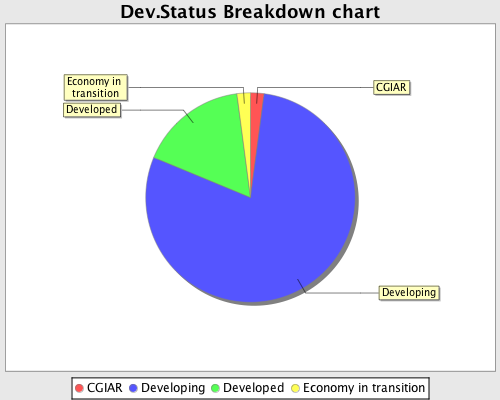 Dev.Status Breakdown chart
Economy in
transition
CGIAR
Developed
Developing
CGIAR Developing Developed Economy in transition